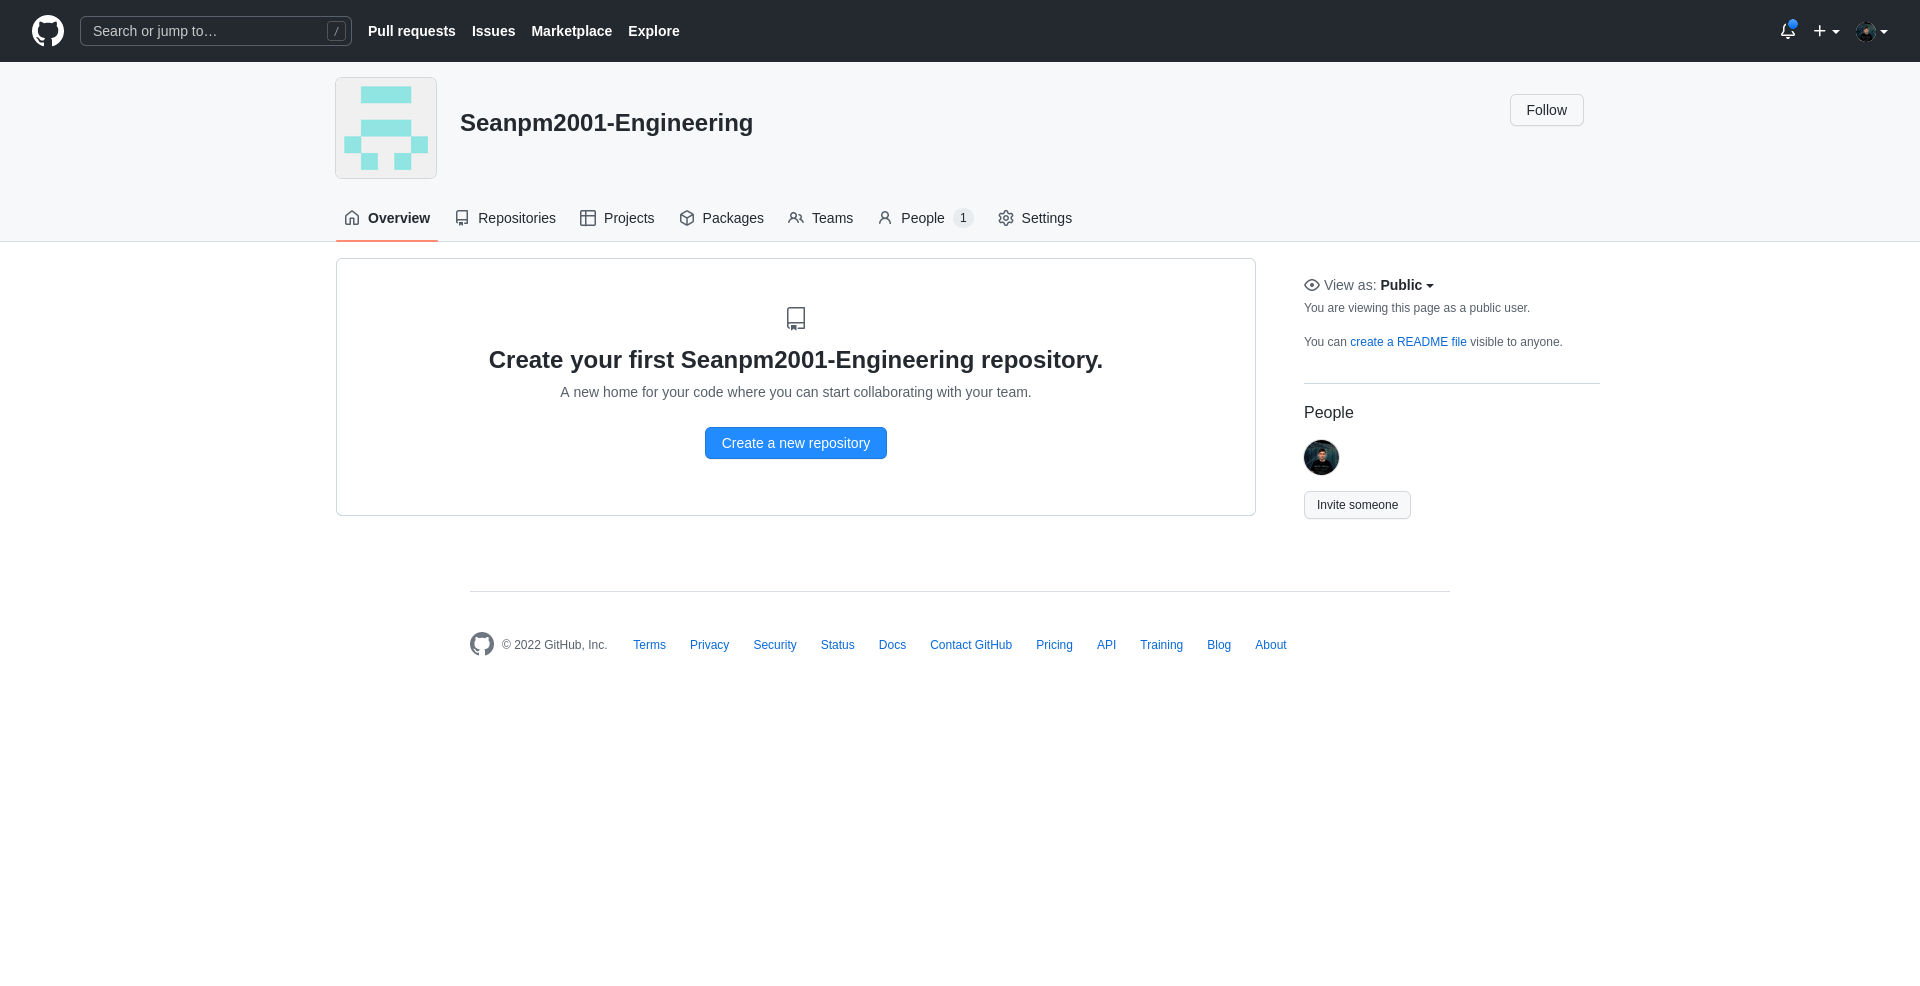 Search or jump to… /
Pull requests Issues Marketplace Explore
Seanpm2001-Engineering
Follow
Overview Repositories Projects Packages Teams People 1 Settings
Create your first Seanpm2001-Engineering repository.
A new home for your code where you can start collaborating with your team.
Create a new repository
View as: Public
You are viewing this page as a public user.
You can create a README file visible to anyone.
People
Invite someone
© 2022 GitHub, Inc. Terms Privacy Security Status Docs Contact GitHub Pricing API Training Blog About